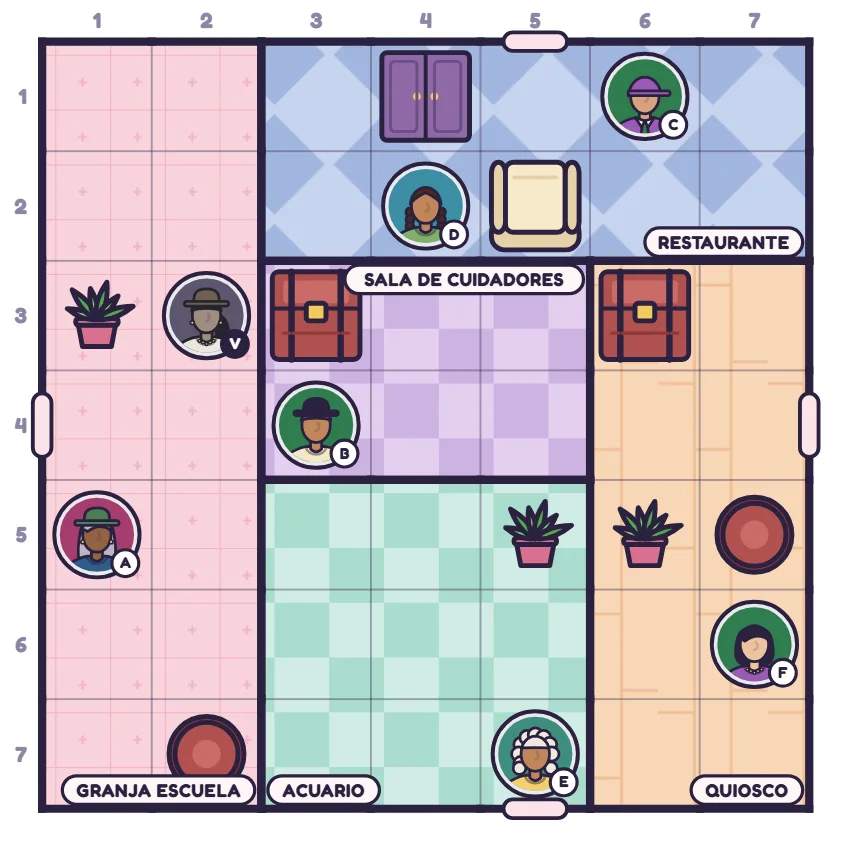 1 2 3 4 5 6 7
1
C
2
D
RESTAURANTE
SALA DE CUIDADORES
3
V
4
B
5
A
6
F
7
E
GRANJA ESCUELA
ACUARIO
QUIOSCO